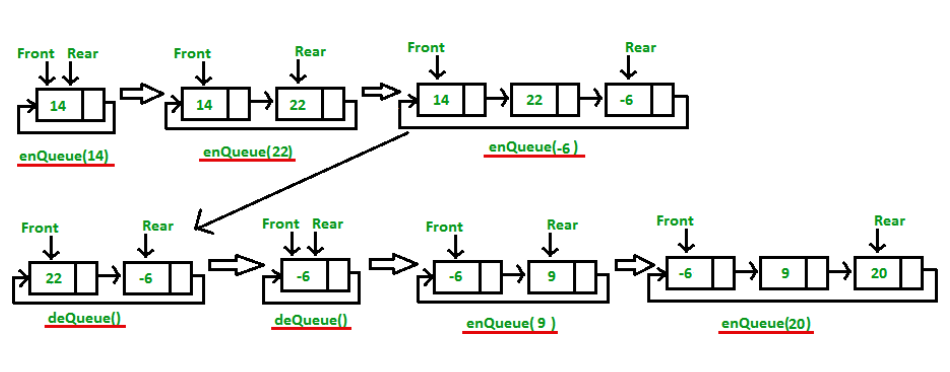 Front Rear
14
enQueue(14)
Front Rear
14 22
enQueue(22)
Front Rear
14 22 -6
enQueue(-6 )
Front Rear
22 -6
deQueue()
Front Rear
-6
deQueue()
Front Rear
-6 9
enQueue( 9 )
Front Rear
-6 9 20
enQueue(20)